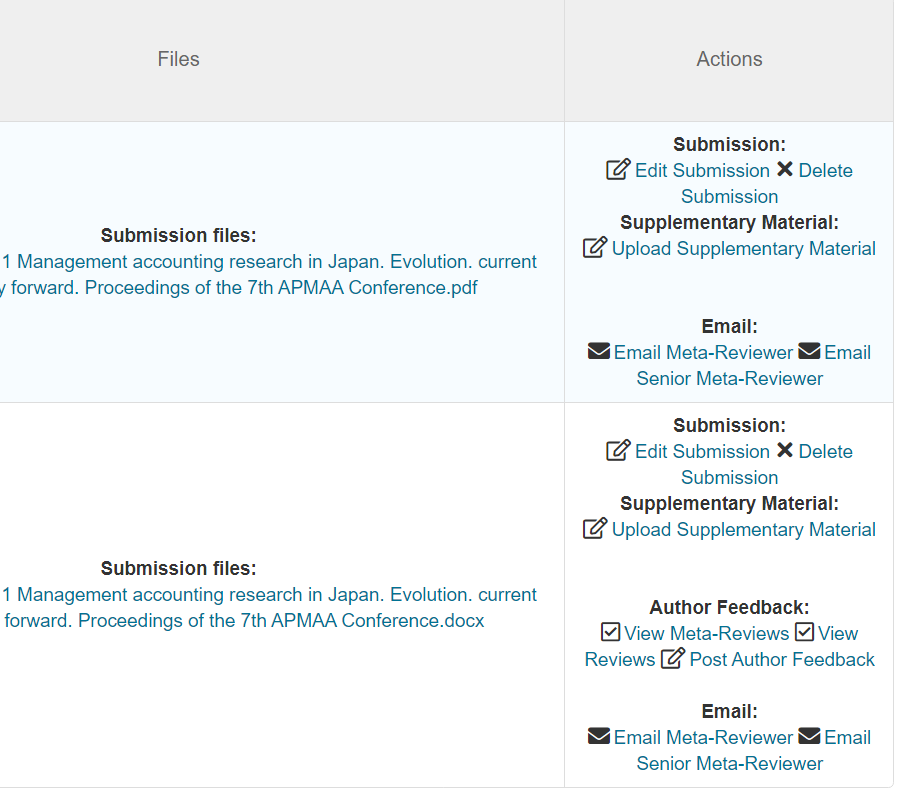 Files
Actions
Submission files:
1 Management accounting research in Japan. Evolution. current
y forward. Proceedings of the 7th APMAA Conference.pdf
Submission:
Edit Submission Delete
Submission
Supplementary Material:
Upload Supplementary Material
Email:
Email Meta-Reviewer Email
Senior Meta-Reviewer
Submission files:
1 Management accounting research in Japan. Evolution. current
forward. Proceedings of the 7th APMAA Conference.docx
Submission:
Edit Submission Delete
Submission
Supplementary Material:
Upload Supplementary Material
Author Feedback:
View Meta-Reviews View
Reviews Post Author Feedback
Email:
Email Meta-Reviewer Email
Senior Meta-Reviewer